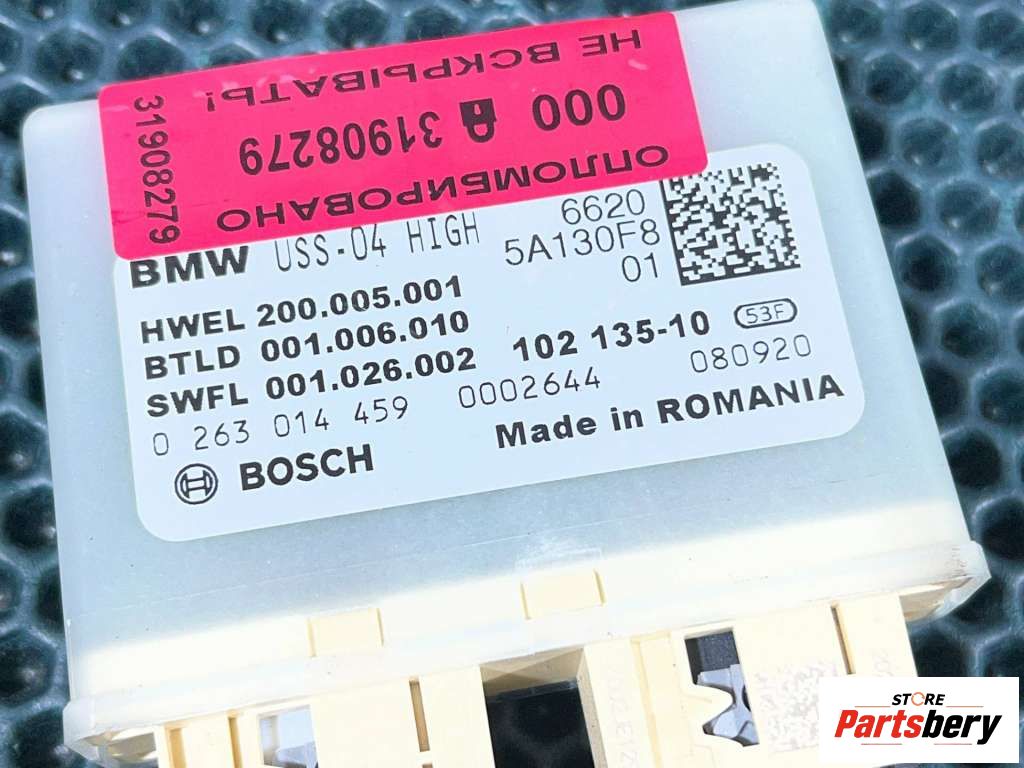 НЕ ВСКРЫВАТЬ!
000 31908279
ОПЛОМБИРОВАНО
31908279
BMW USS-04 HIGH
6620
5A130F8
01
HWEL 200.005.001
BTLD 001.006.010
SWFL 001.026.002
102 135-10 53F
0 263 014 459 0002644 080920
BOSCH
Made in ROMANIA
STORE
Partsbery